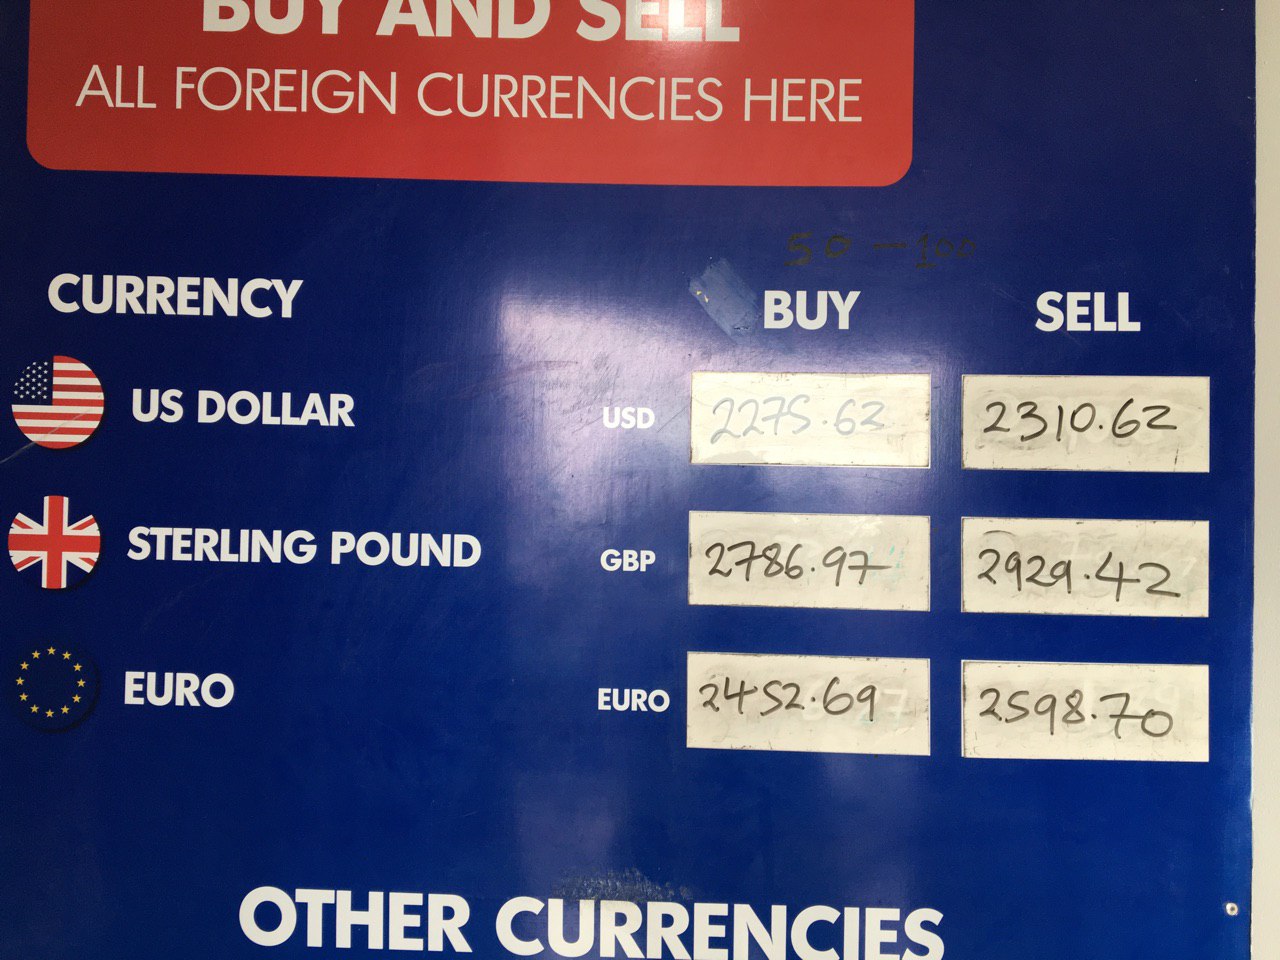 BUY AND SELL
ALL FOREIGN CURRENCIES HERE
50 - 100
CURRENCY BUY SELL
US DOLLAR USD 2275.62 2310.62
STERLING POUND GBP 2786.97 2929.42
EURO EURO 2452.69 2598.70
OTHER CURRENCIES